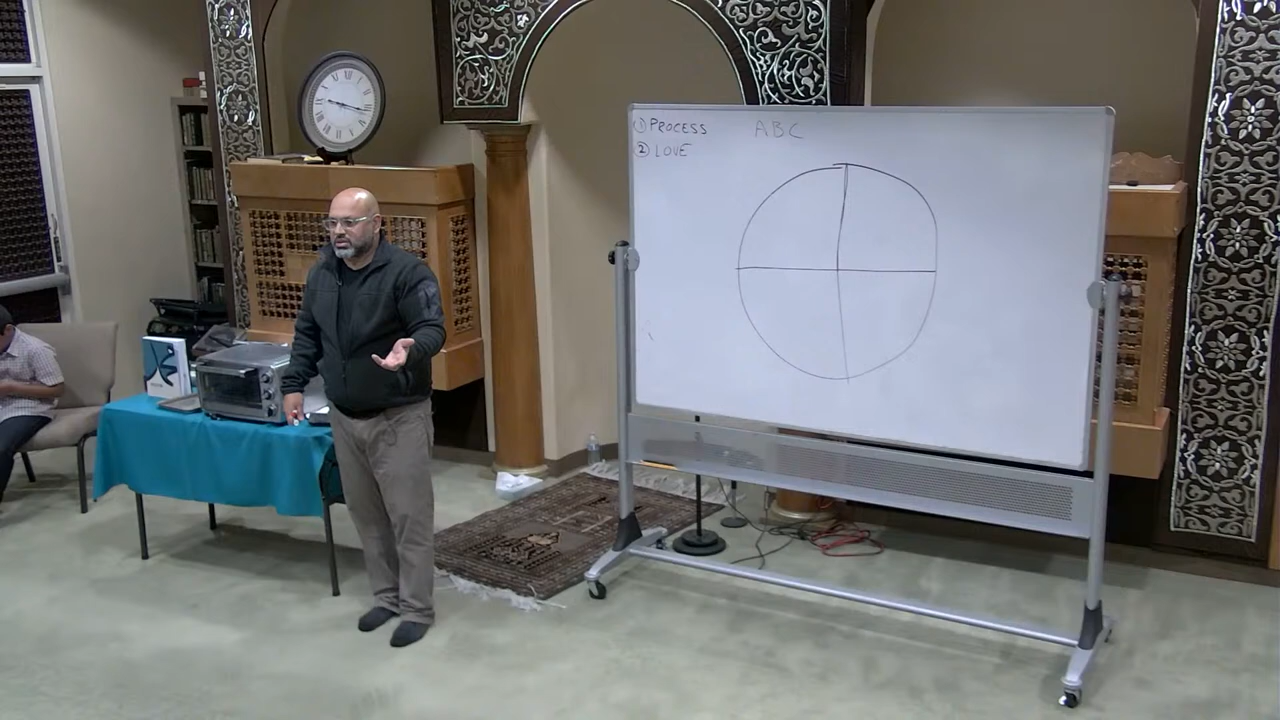 ① PROCESS ABC
② LOVE